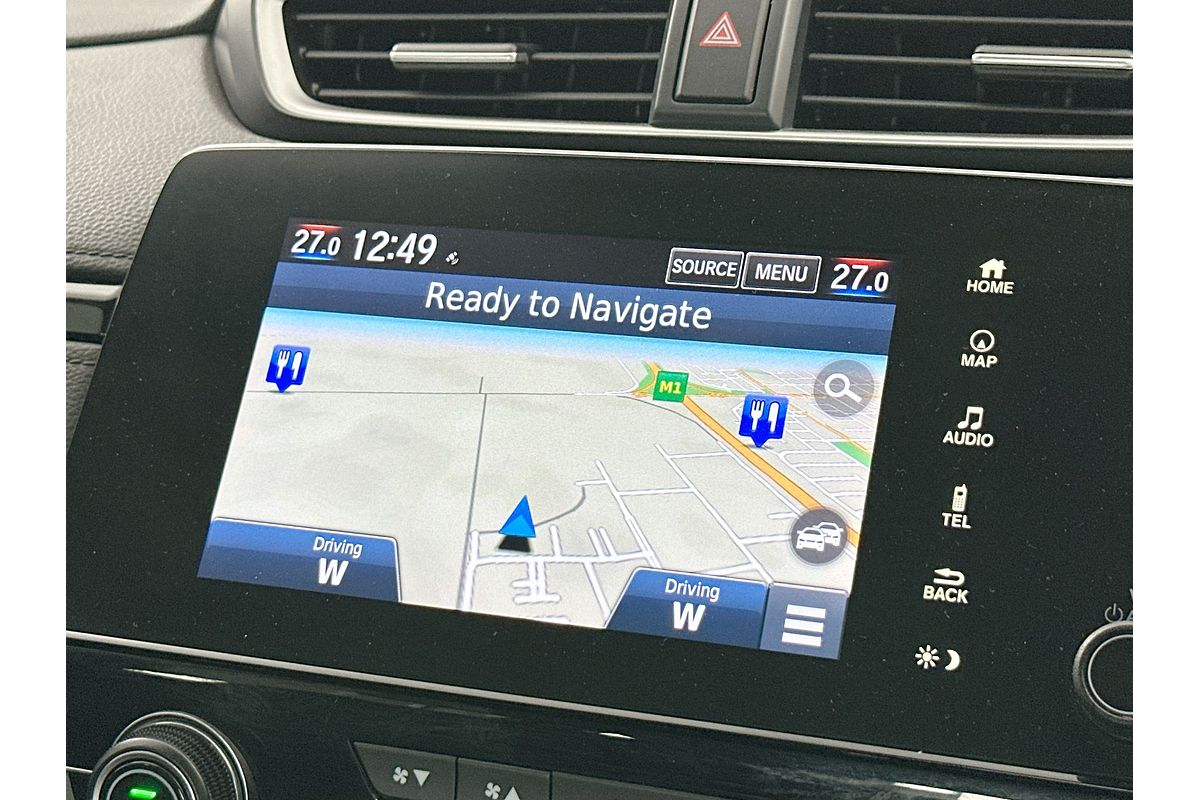 27.0 12:49 SOURCE MENU 27.0
Ready to Navigate
M1
Driving
W
Driving
W
HOME
MAP
AUDIO
TEL
BACK